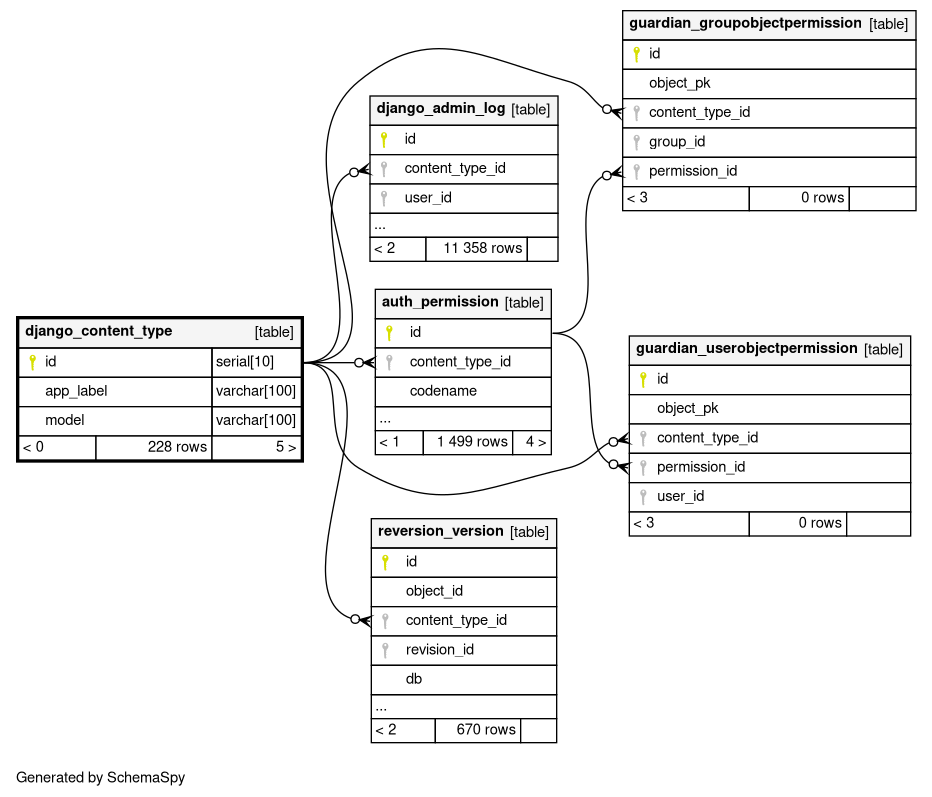 guardian_groupobjectpermission [table]
id
object_pk
content_type_id
group_id
permission_id
< 3 0 rows
django_admin_log [table]
id
content_type_id
user_id
...
< 2 11 358 rows
auth_permission [table]
id
content_type_id
codename
...
< 1 1 499 rows 4 >
django_content_type [table]
id serial[10]
app_label varchar[100]
model varchar[100]
< 0 228 rows 5 >
guardian_userobjectpermission [table]
id
object_pk
content_type_id
permission_id
user_id
< 3 0 rows
reversion_version [table]
id
object_id
content_type_id
revision_id
db
...
< 2 670 rows
Generated by SchemaSpy